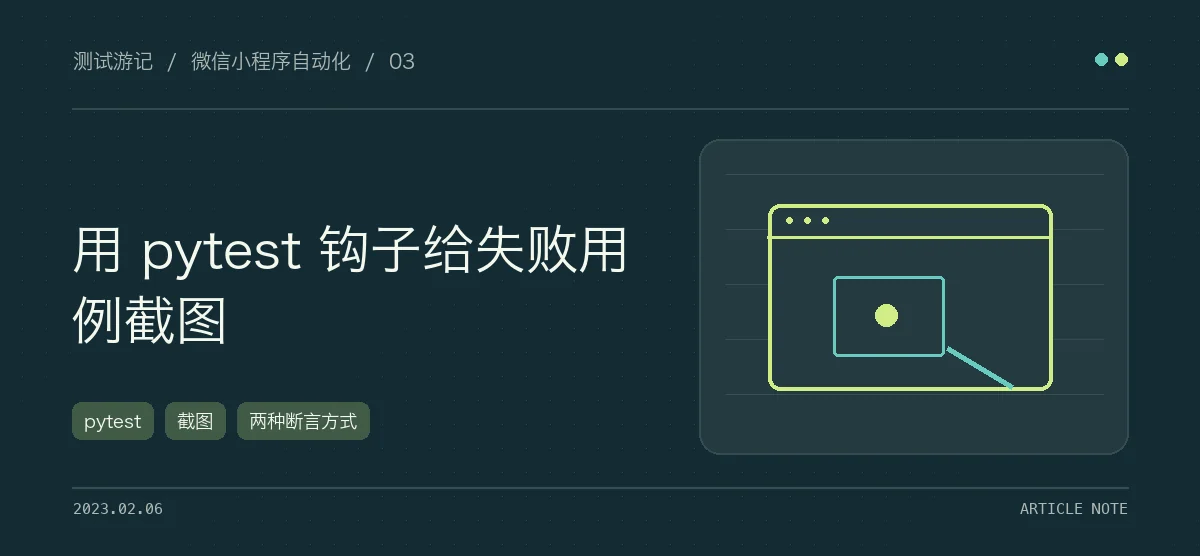 测试游记 / 微信小程序自动化 / 03
用 pytest 钩子给失败用
例截图
pytest 截图 两种断言方式
2023.02.06 ARTICLE NOTE